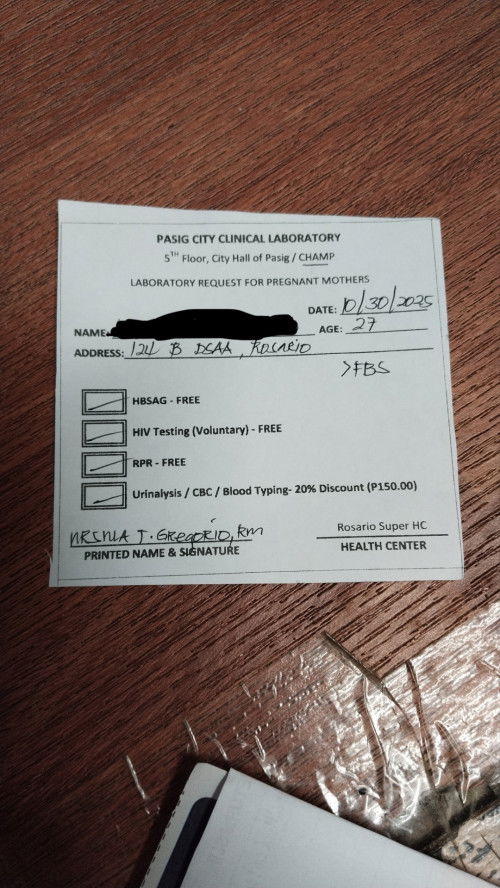 PASIG CITY CLINICAL LABORATORY
5TH Floor, City Hall of Pasig / CHAMP
LABORATORY REQUEST FOR PREGNANT MOTHERS
DATE: 10/30/2025
NAME:
AGE: 27
ADDRESS: 124 B DSAA, ROSARIO
>FBS
HBSAG - FREE
HIV Testing (Voluntary) - FREE
RPR - FREE
Urinalysis / CBC / Blood Typing- 20% Discount (P150.00)
J. GREGORIO, RM
PRINTED NAME & SIGNATURE
Rosario Super HC
HEALTH CENTER